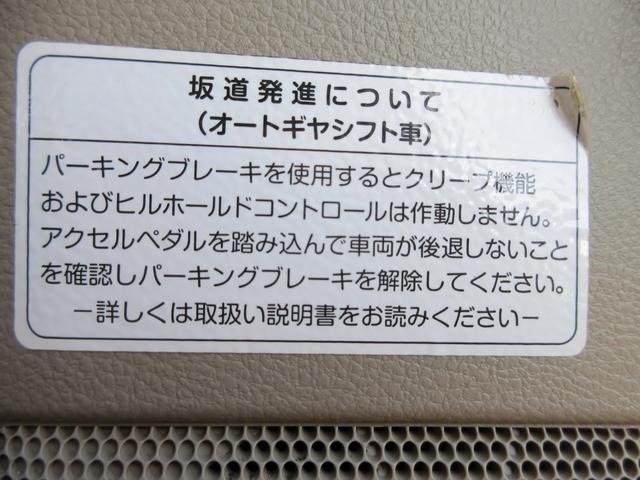 坂道発進について
（オートギヤシフト車）
パーキングブレーキを使用するとクリープ機能
およびヒルホールドコントロールは作動しません。
アクセルペダルを踏み込んで車両が後退しないこと
を確認しパーキングブレーキを解除してください。
－詳しくは取扱い説明書をお読みください－